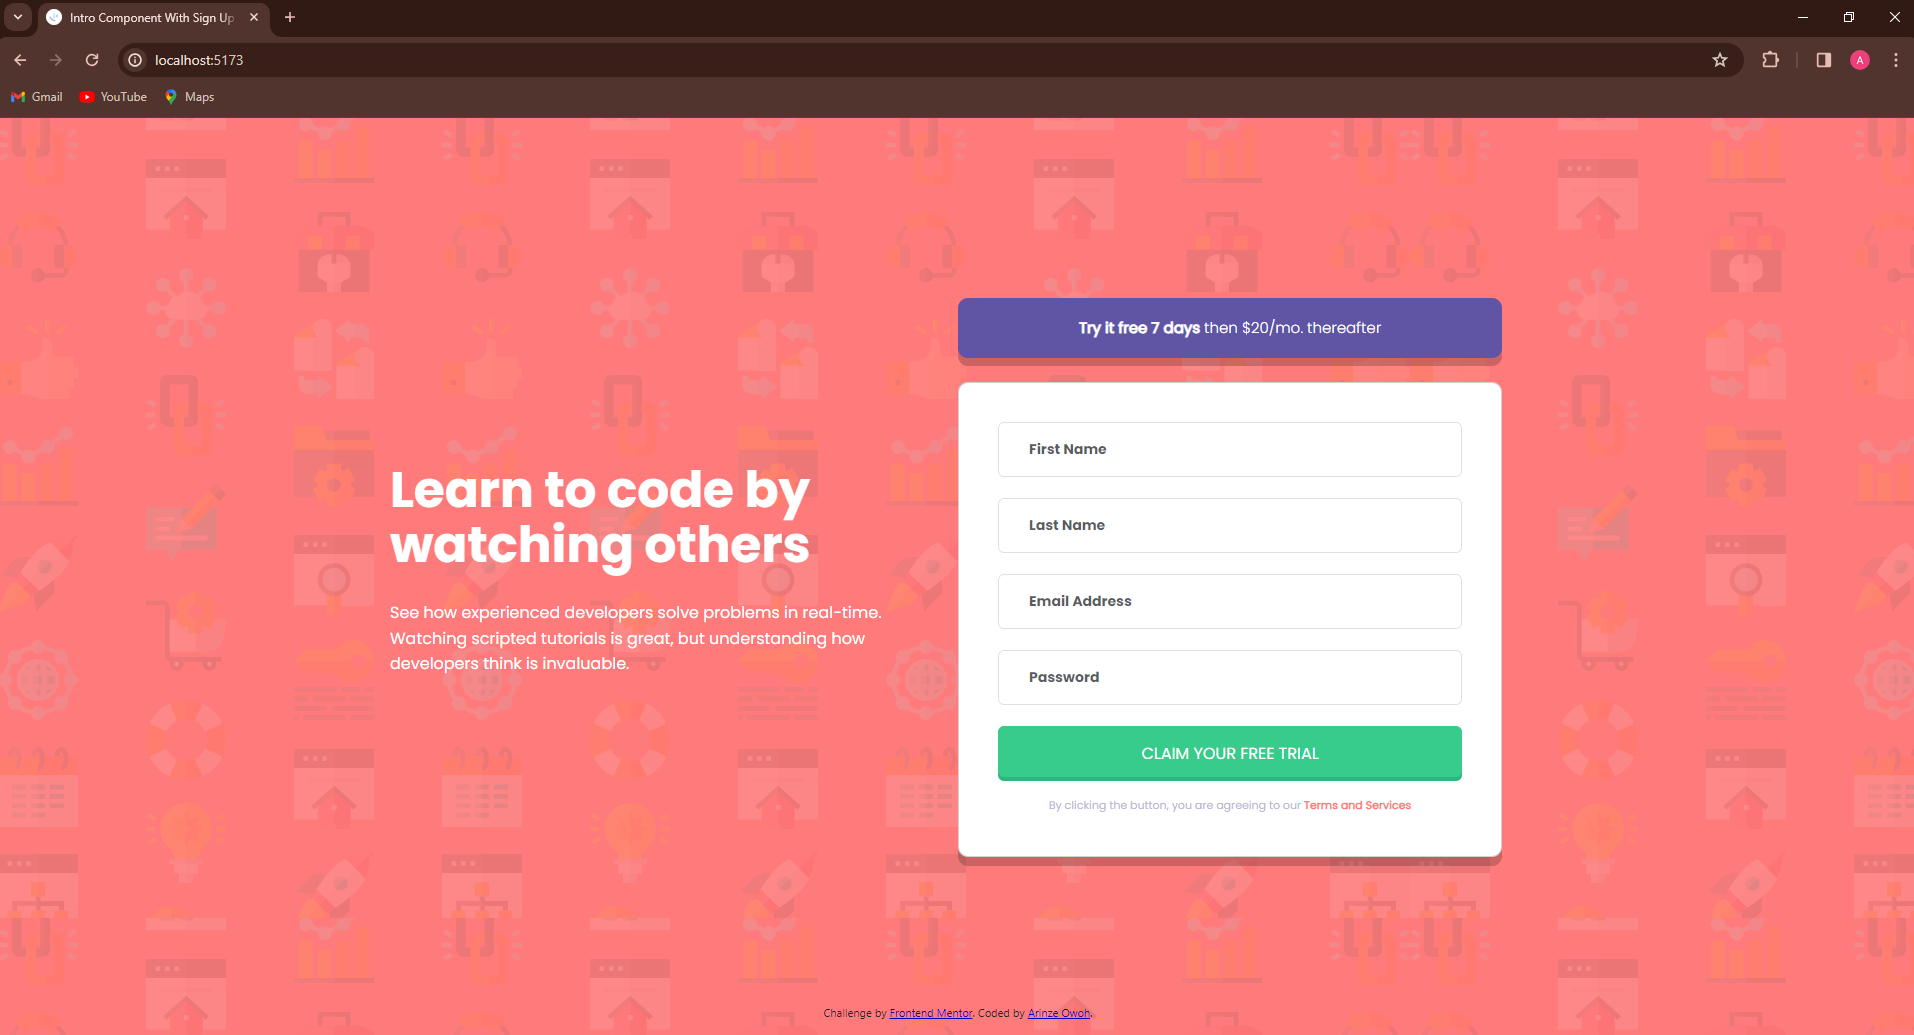 Intro Component With Sign Up
localhost:5173
A
Gmail
YouTube
Maps
Try it free 7 days then $20/mo. thereafter
Learn to code by
watching others
See how experienced developers solve problems in real-time.
Watching scripted tutorials is great, but understanding how
developers think is invaluable.
First Name
Last Name
Email Address
Password
CLAIM YOUR FREE TRIAL
By clicking the button, you are agreeing to our Terms and Services
Challenge by Frontend Mentor. Coded by Arinze Owoh.